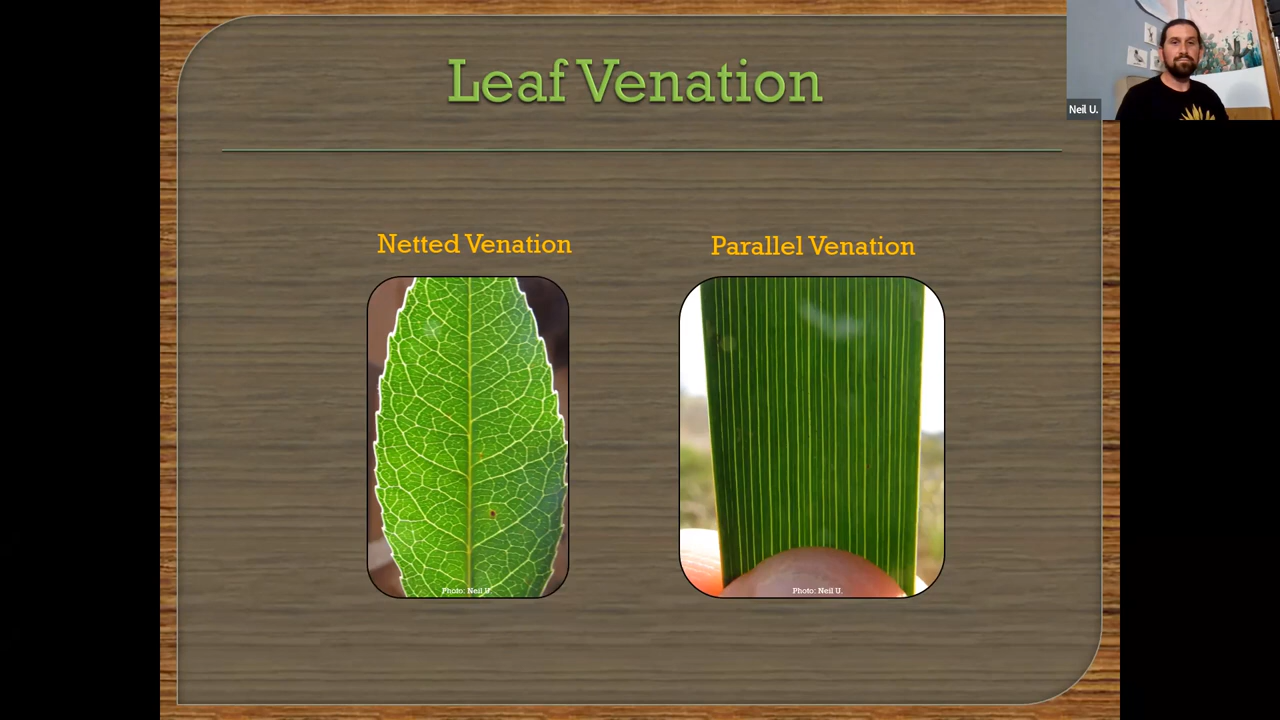 Leaf Venation
Neil U.
Netted Venation
Parallel Venation
Photo: Neil U.
Photo: Neil U.